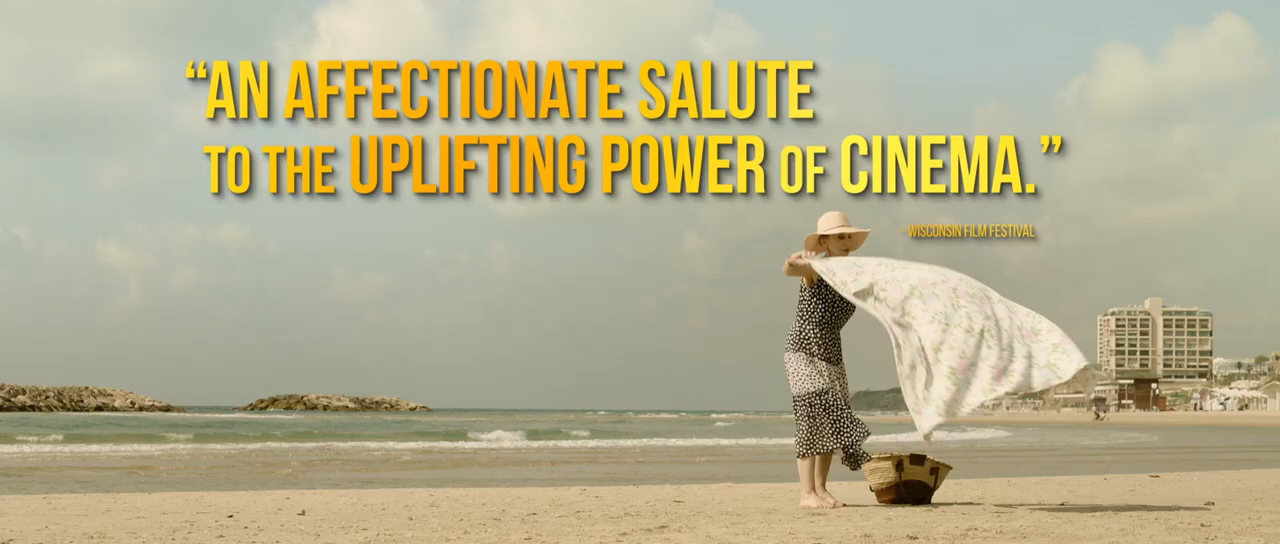 “AN AFFECTIONATE SALUTE
TO THE UPLIFTING POWER OF CINEMA.”
- WISCONSIN FILM FESTIVAL